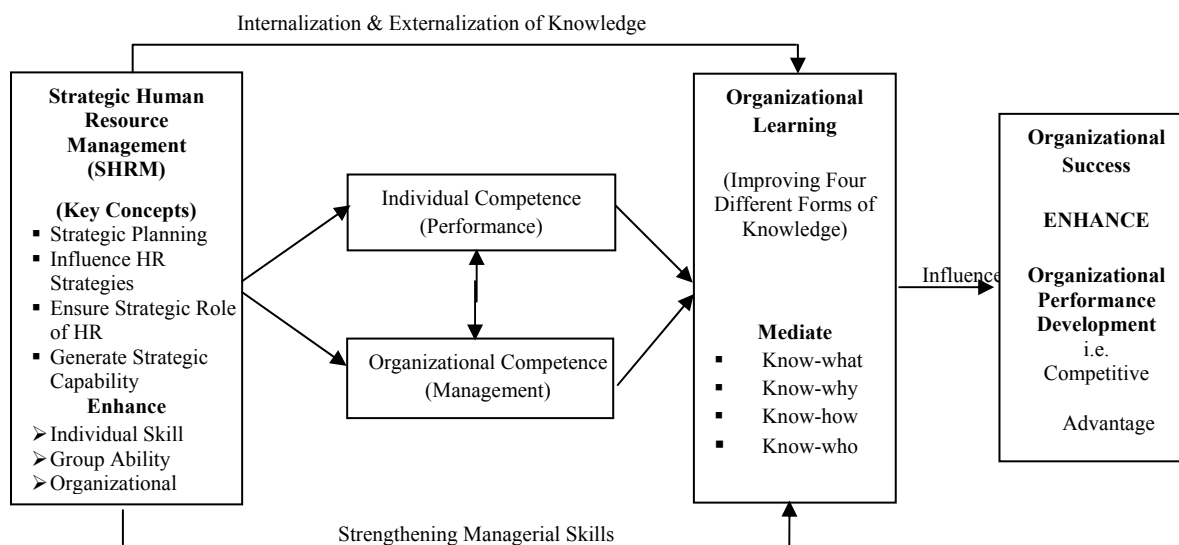 Internalization & Externalization of Knowledge
Strategic Human
Resource
Management
(SHRM)
(Key Concepts)
▪ Strategic Planning
▪ Influence HR
Strategies
▪ Ensure Strategic Role
of HR
▪ Generate Strategic
Capability
Enhance
➢ Individual Skill
➢ Group Ability
➢ Organizational
Individual Competence
(Performance)
Organizational Competence
(Management)
Organizational
Learning
(Improving Four
Different Forms of
Knowledge)
Mediate
▪ Know-what
▪ Know-why
▪ Know-how
▪ Know-who
Influence
Organizational
Success
ENHANCE
Organizational
Performance
Development
i.e.
Competitive
Advantage
Strengthening Managerial Skills